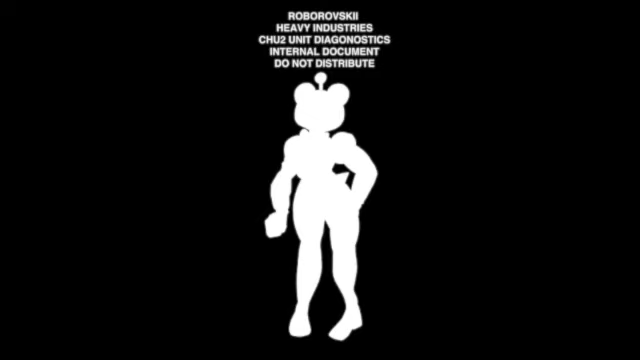 ROBOROVSKII
HEAVY INDUSTRIES
CHU2 UNIT DIAGONOSTICS
INTERNAL DOCUMENT
DO NOT DISTRIBUTE